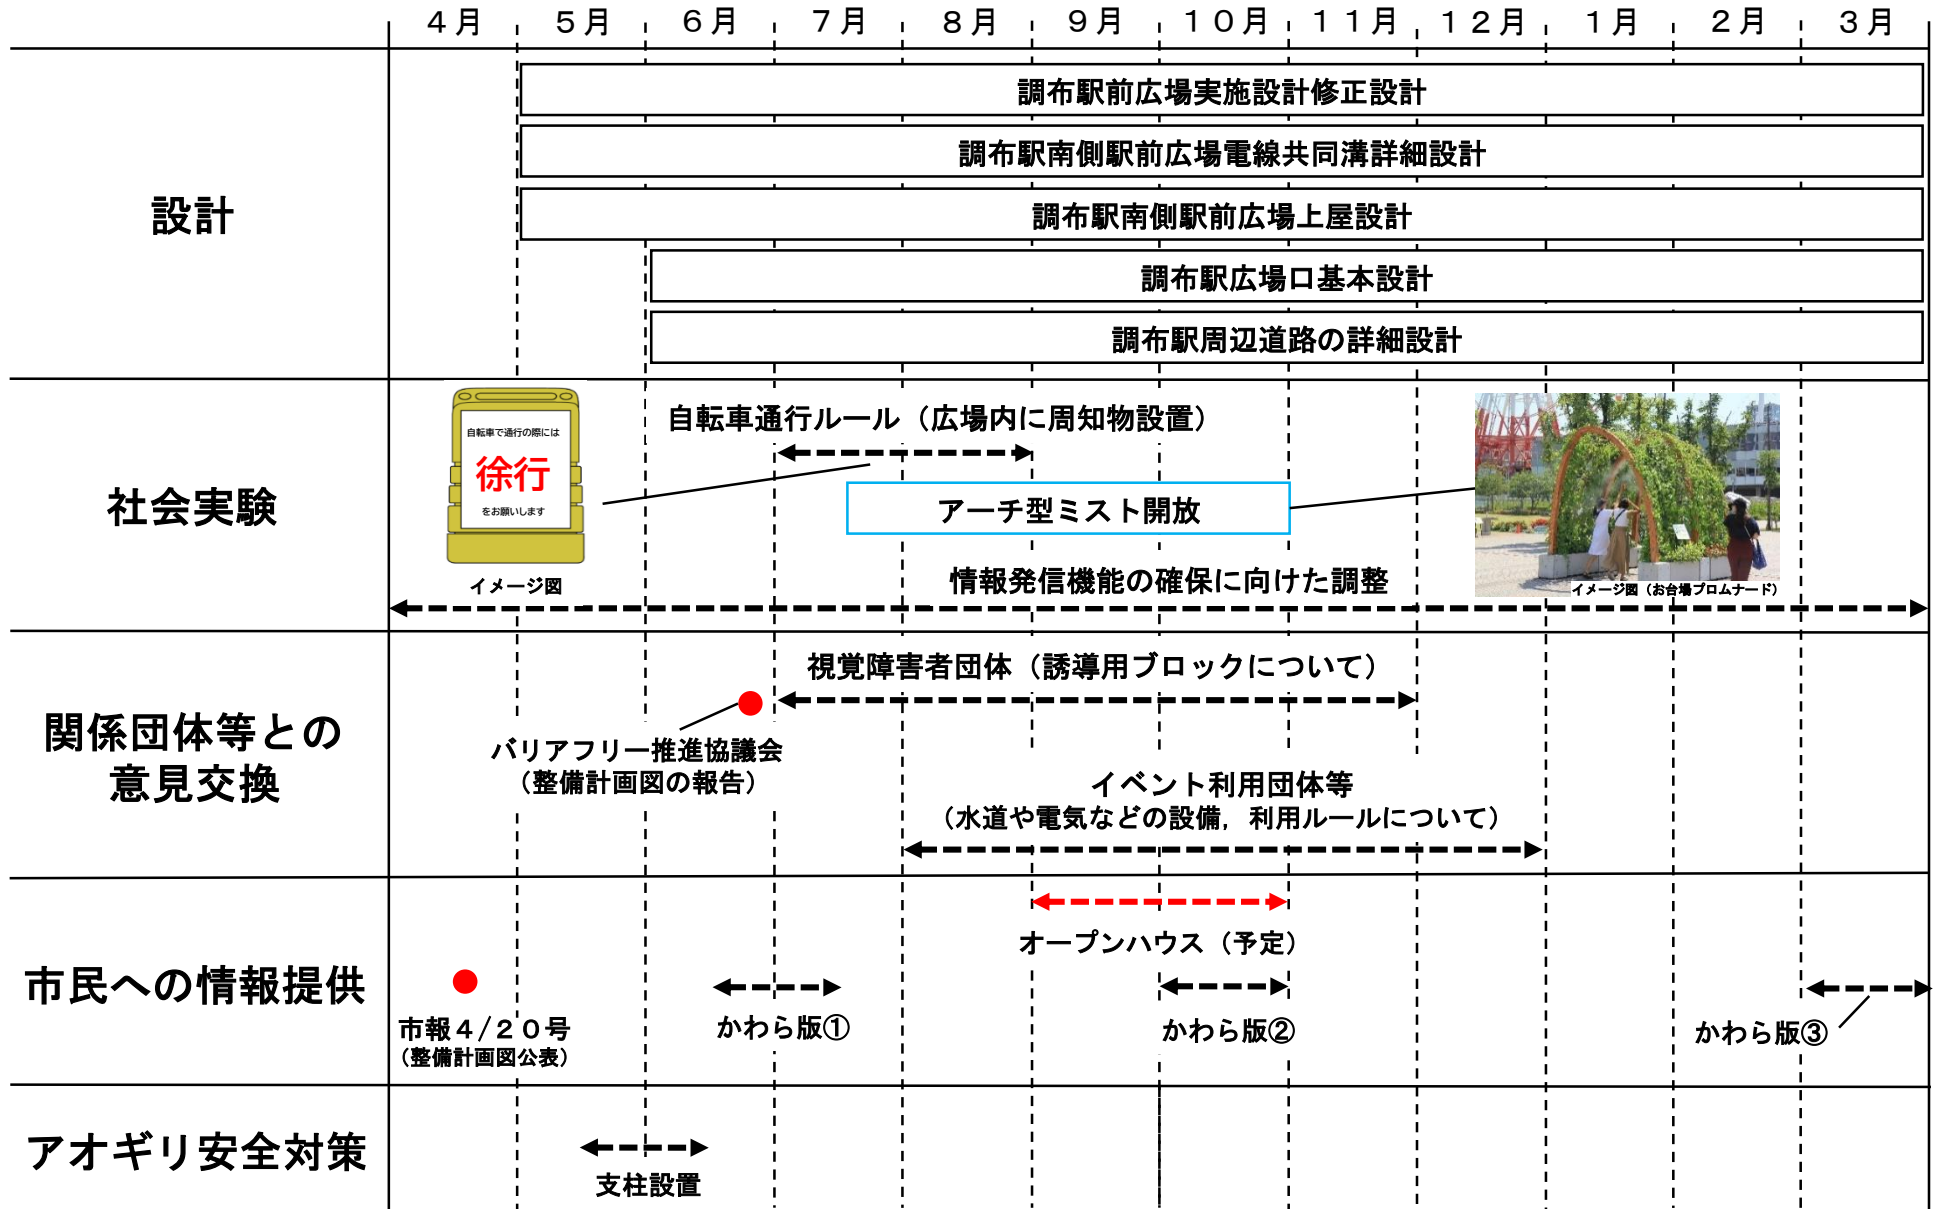 ４月 ５月 ６月 ７月 ８月 ９月 １０月 １１月 １２月 １月 ２月 ３月
設計
調布駅前広場実施設計修正設計
調布駅南側駅前広場電線共同溝詳細設計
調布駅南側駅前広場上屋設計
調布駅広場口基本設計
調布駅周辺道路の詳細設計
社会実験
自転車で通行の際には
徐行
をお願いします
イメージ図
自転車通行ルール（広場内に周知物設置）
アーチ型ミスト開放
イメージ図（お台場プロムナード）
情報発信機能の確保に向けた調整
関係団体等との
意見交換
視覚障害者団体（誘導用ブロックについて）
バリアフリー推進協議会
（整備計画図の報告）
イベント利用団体等
（水道や電気などの設備，利用ルールについて）
市民への情報提供
オープンハウス（予定）
市報４/２０号
（整備計画図公表）
かわら版①
かわら版②
かわら版③
アオギリ安全対策
支柱設置